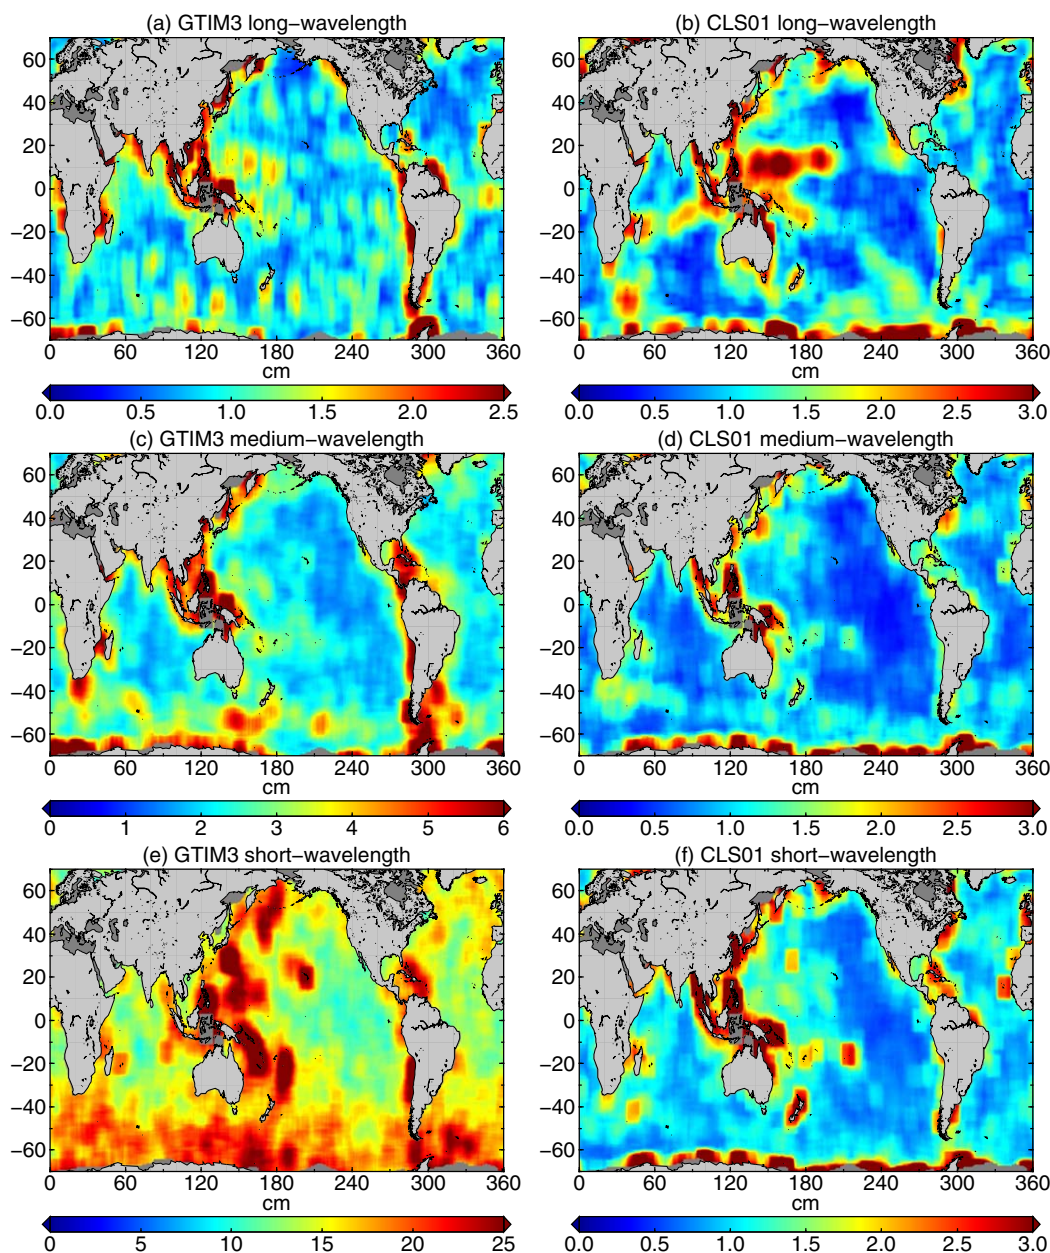 (a) GTIM3 long−wavelength (b) CLS01 long−wavelength
60 60
40 40
20 20
0 0
−20 −20
−40 −40
−60 −60
0 60 120 180 240 300 360 0 60 120 180 240 300 360
cm cm
0.0 0.5 1.0 1.5 2.0 2.5 0.0 0.5 1.0 1.5 2.0 2.5 3.0
(c) GTIM3 medium−wavelength (d) CLS01 medium−wavelength
60 60
40 40
20 20
0 0
−20 −20
−40 −40
−60 −60
0 60 120 180 240 300 360 0 60 120 180 240 300 360
cm cm
0 1 2 3 4 5 6 0.0 0.5 1.0 1.5 2.0 2.5 3.0
(e) GTIM3 short−wavelength (f) CLS01 short−wavelength
60 60
40 40
20 20
0 0
−20 −20
−40 −40
−60 −60
0 60 120 180 240 300 360 0 60 120 180 240 300 360
cm cm
0 5 10 15 20 25 0.0 0.5 1.0 1.5 2.0 2.5 3.0